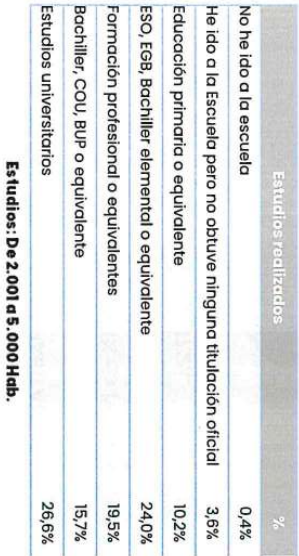 Estudios realizados %
No he ido a la escuela 0,4%
He ido a la Escuela pero no obtuve ninguna titulación oficial 3,6%
Educación primaria o equivalente 10,2%
ESO, EGB, Bachiller elemental o equivalente 24,0%
Formación profesional o equivalentes 19,5%
Bachiller, COU, BUP o equivalente 15,7%
Estudios universitarios 26,6%
Estudios: De 2.001 a 5.000 Hab.